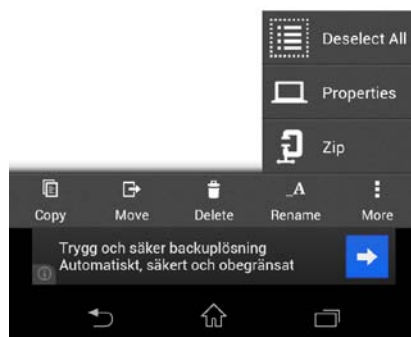 Deselect All
Properties
Zip
Copy Move Delete Rename More
Trygg och säker backuplösning
Automatiskt, säkert och obegränsat